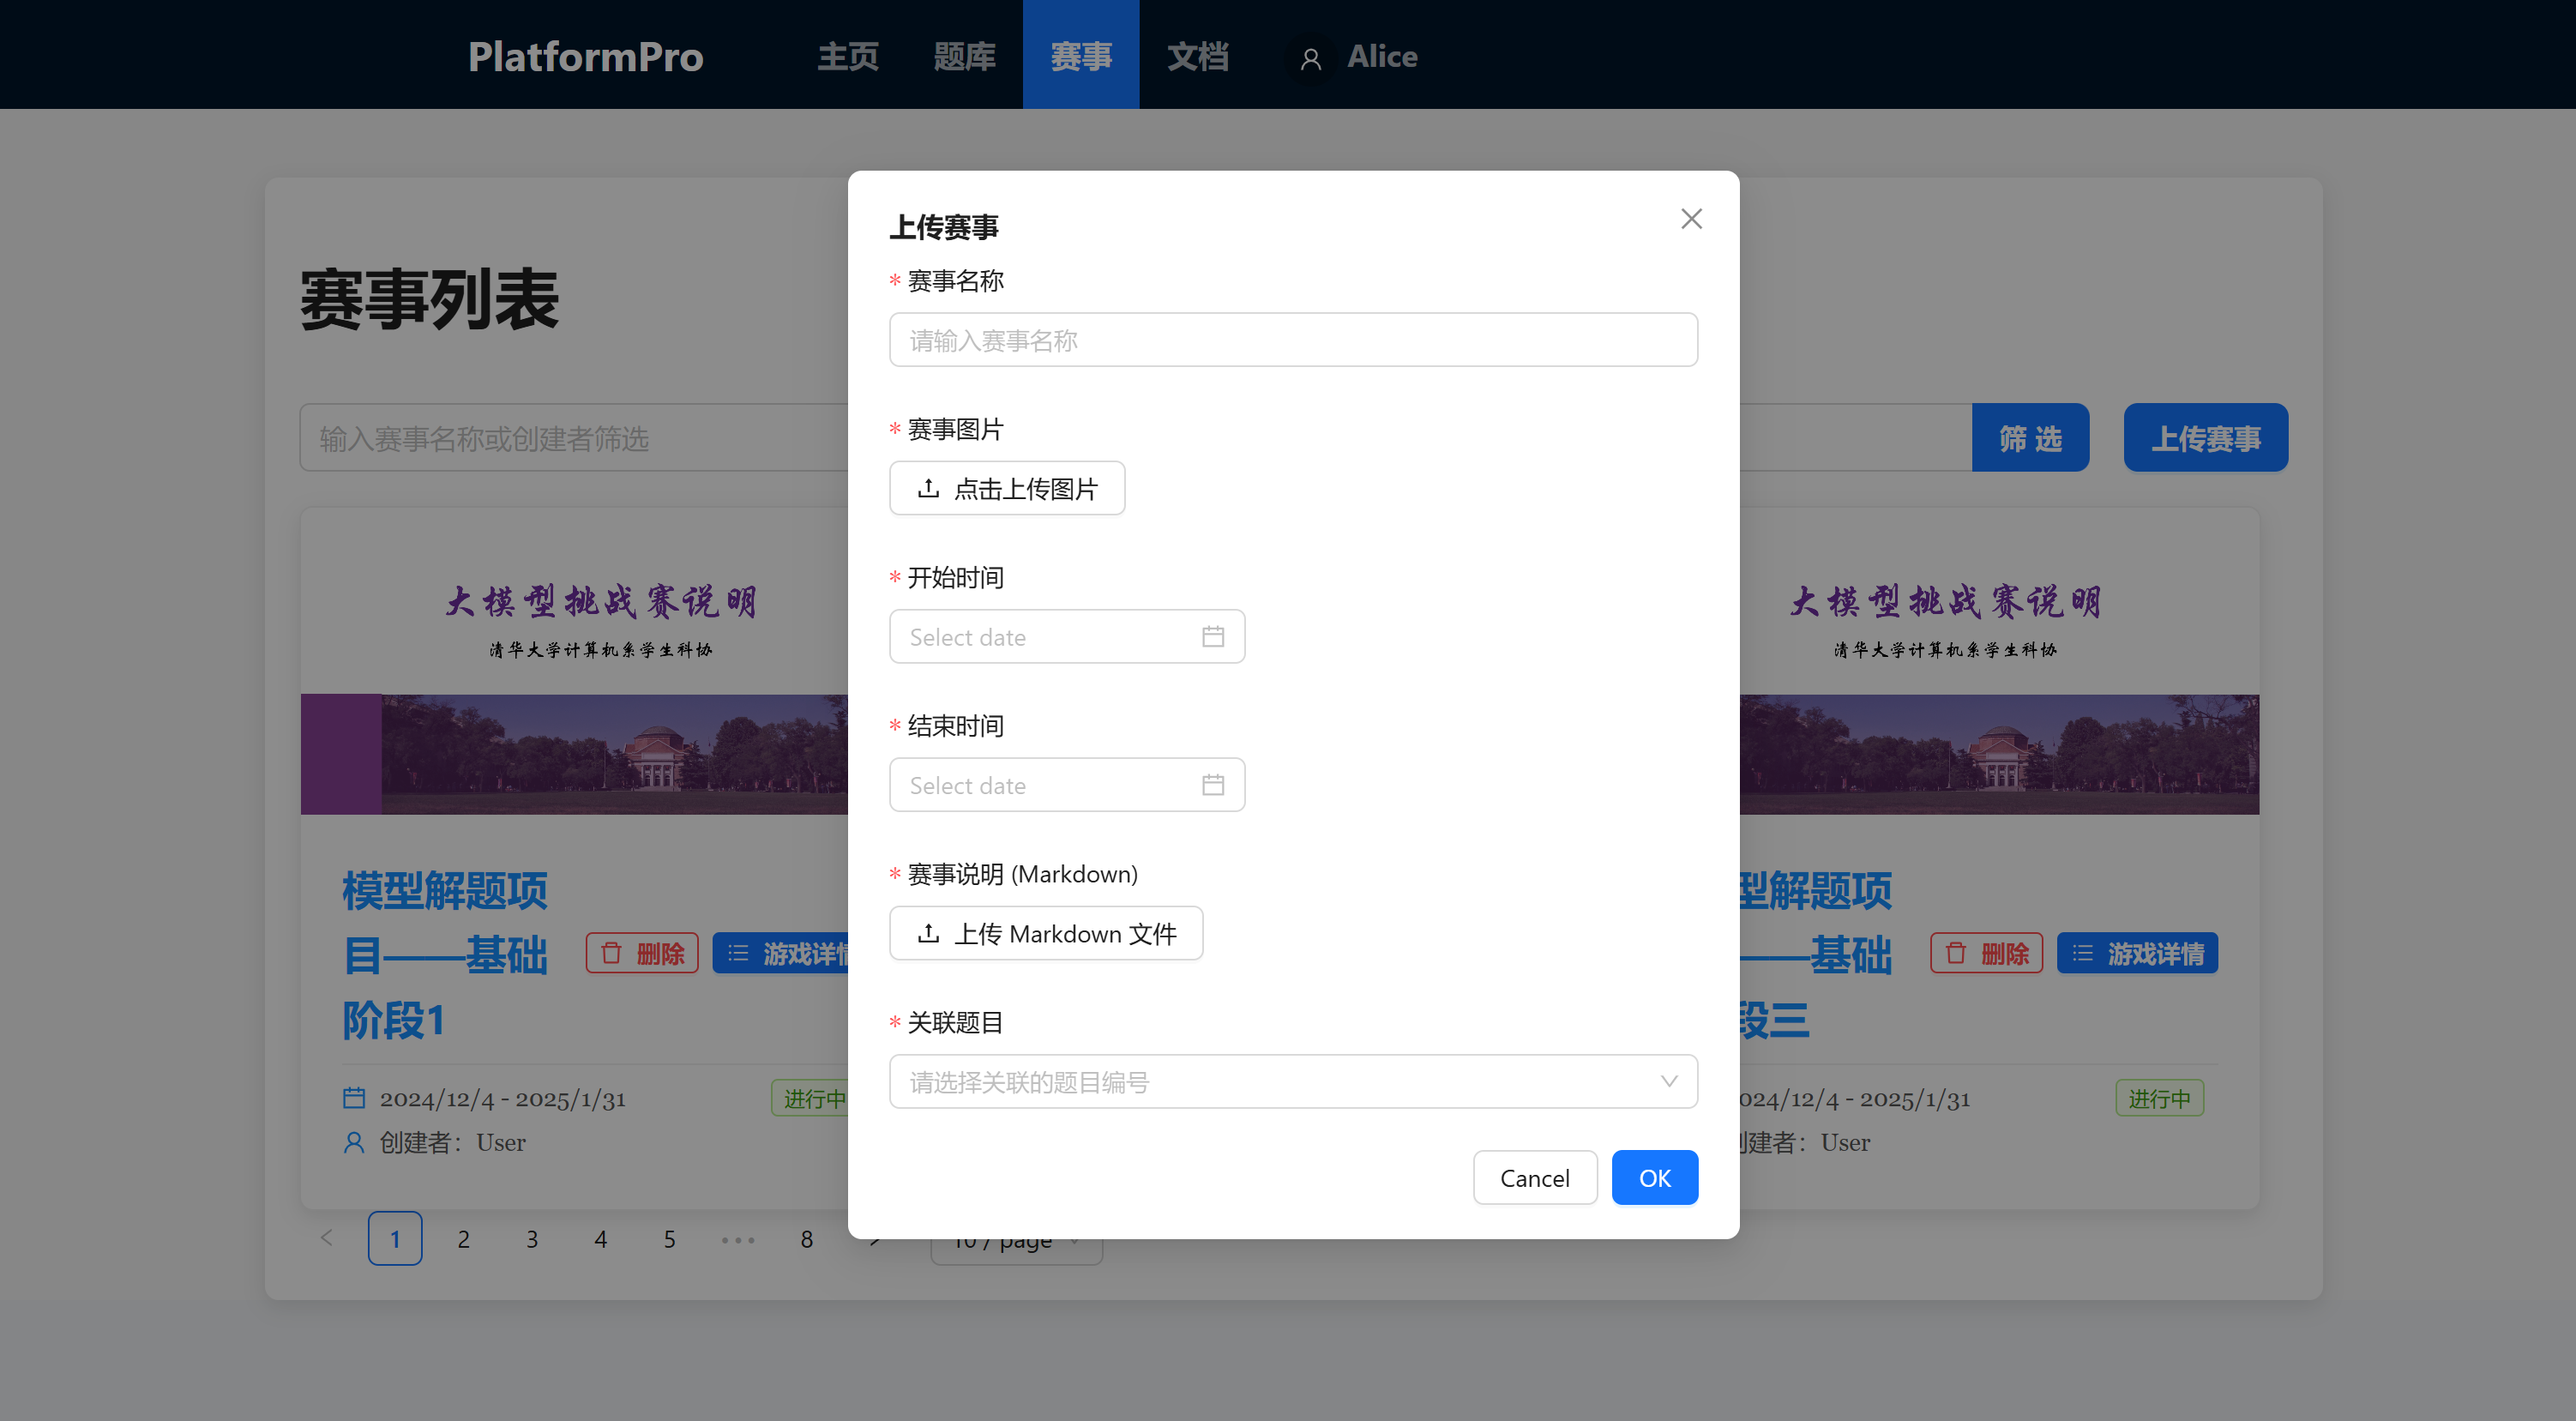 PlatformPro 主页 题库 赛事 文档 Alice
赛事列表
输入赛事名称或创建者筛选
筛 选
上传赛事
大模型挑战赛说明
清华大学计算机系学生科协
模型解题项
目——基础
阶段1
删除
游戏详情
2024/12/4 - 2025/1/31
进行中
创建者：User
上传赛事
* 赛事名称
请输入赛事名称
* 赛事图片
点击上传图片
* 开始时间
Select date
* 结束时间
Select date
* 赛事说明 (Markdown)
上传 Markdown 文件
* 关联题目
请选择关联的题目编号
Cancel
OK
大模型挑战赛说明
清华大学计算机系学生科协
型解题项
——基础
段三
删除
游戏详情
024/12/4 - 2025/1/31
进行中
建者：User
1 2 3 4 5 ••• 8
10 / page